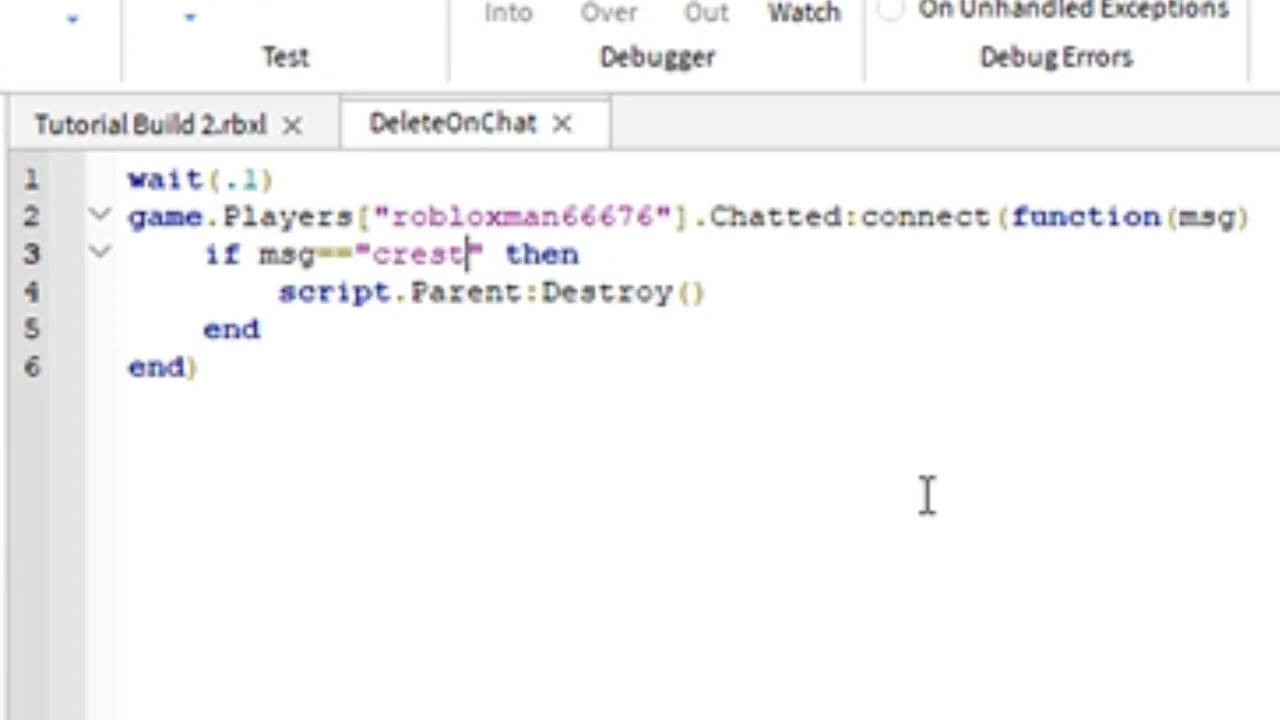 Into Over Out Watch On Unhandled Exceptions
Test Debugger Debug Errors
Tutorial Build 2.rbxl DeleteOnChat
1 wait(.1)
2 game.Players["robloxman66676"].Chatted:connect(function(msg)
3 if msg=="crest" then
4 script.Parent:Destroy()
5 end
6 end)